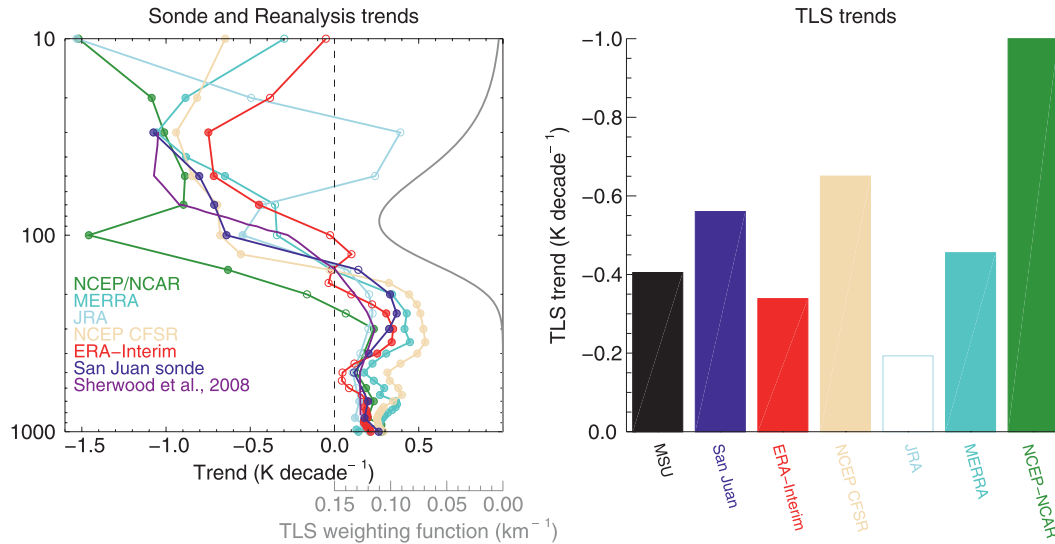 Sonde and Reanalysis trends
10
100
1000
NCEP/NCAR
MERRA
JRA
NCEP CFSR
ERA−Interim
San Juan sonde
Sherwood et al., 2008
−1.5 −1.0 −0.5 0.0 0.5
Trend (K decade⁻¹)
0.15 0.10 0.05 0.00
TLS weighting function (km⁻¹)
TLS trends
TLS trend (K decade⁻¹)
−1.0
−0.8
−0.6
−0.4
−0.2
0.0
MSU
San Juan
ERA−Interim
NCEP CFSR
JRA
MERRA
NCEP−NCAR